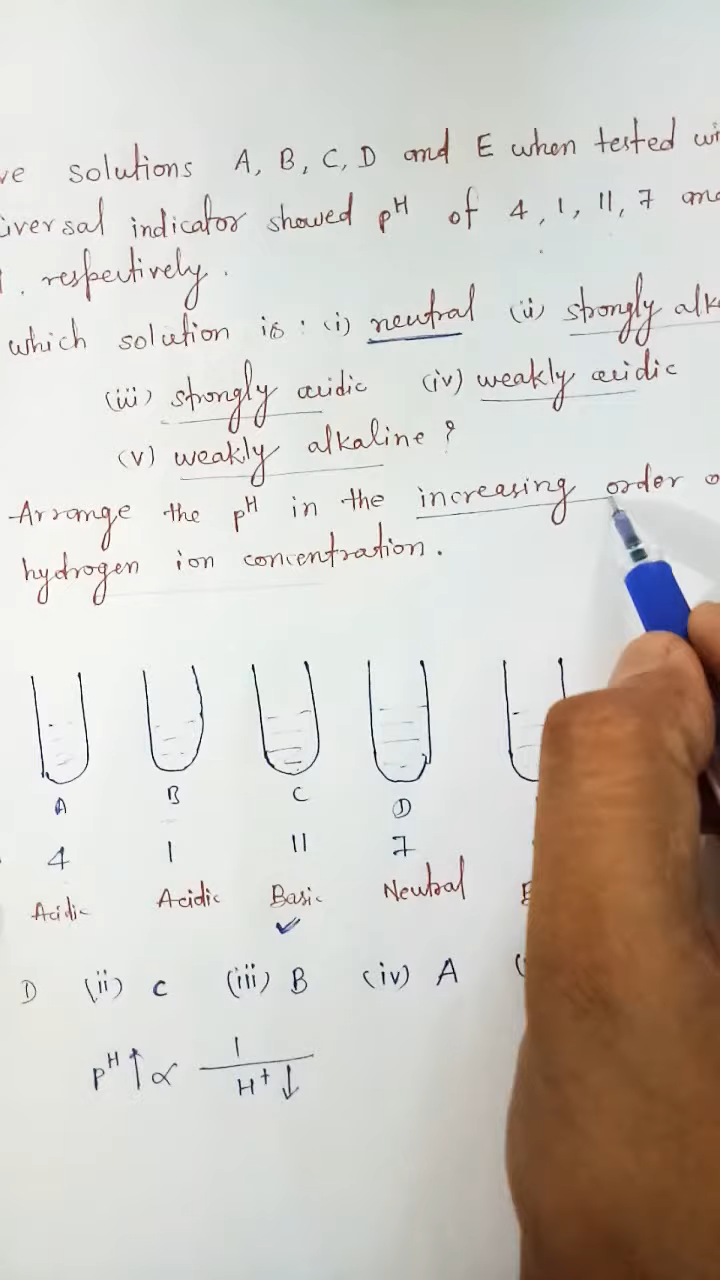 ve solutions A, B, C, D and E when tested wi
iversal indicator showed pH of 4, 1, 11, 7 and
. respectively.
which solution is : (i) neutral (ii) strongly alk
(iii) strongly acidic (iv) weakly acidic
(v) weakly alkaline ?
Arrange the pH in the increasing order o
hydrogen ion concentration.
A B C D
4 1 11 7
Acidic Acidic Basic Neutral
D (ii) C (iii) B (iv) A (
pH ↑ ∝ 1 / H+ ↓